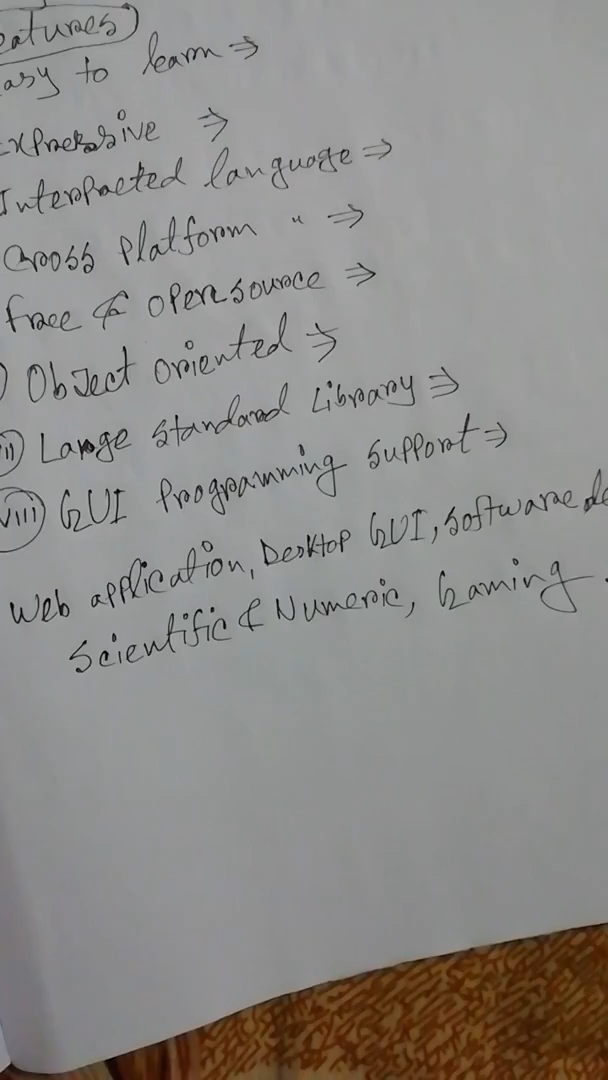 eatures)
asy to learn ⇒
Expressive ⇒
Interpreted language ⇒
Cross Platform " ⇒
Free & open source ⇒
) Object oriented ⇒
ii) Large Standard Library ⇒
viii) GUI Programming Support ⇒
Web application, Desktop GUI, Software de
Scientific & Numeric, Gaming.